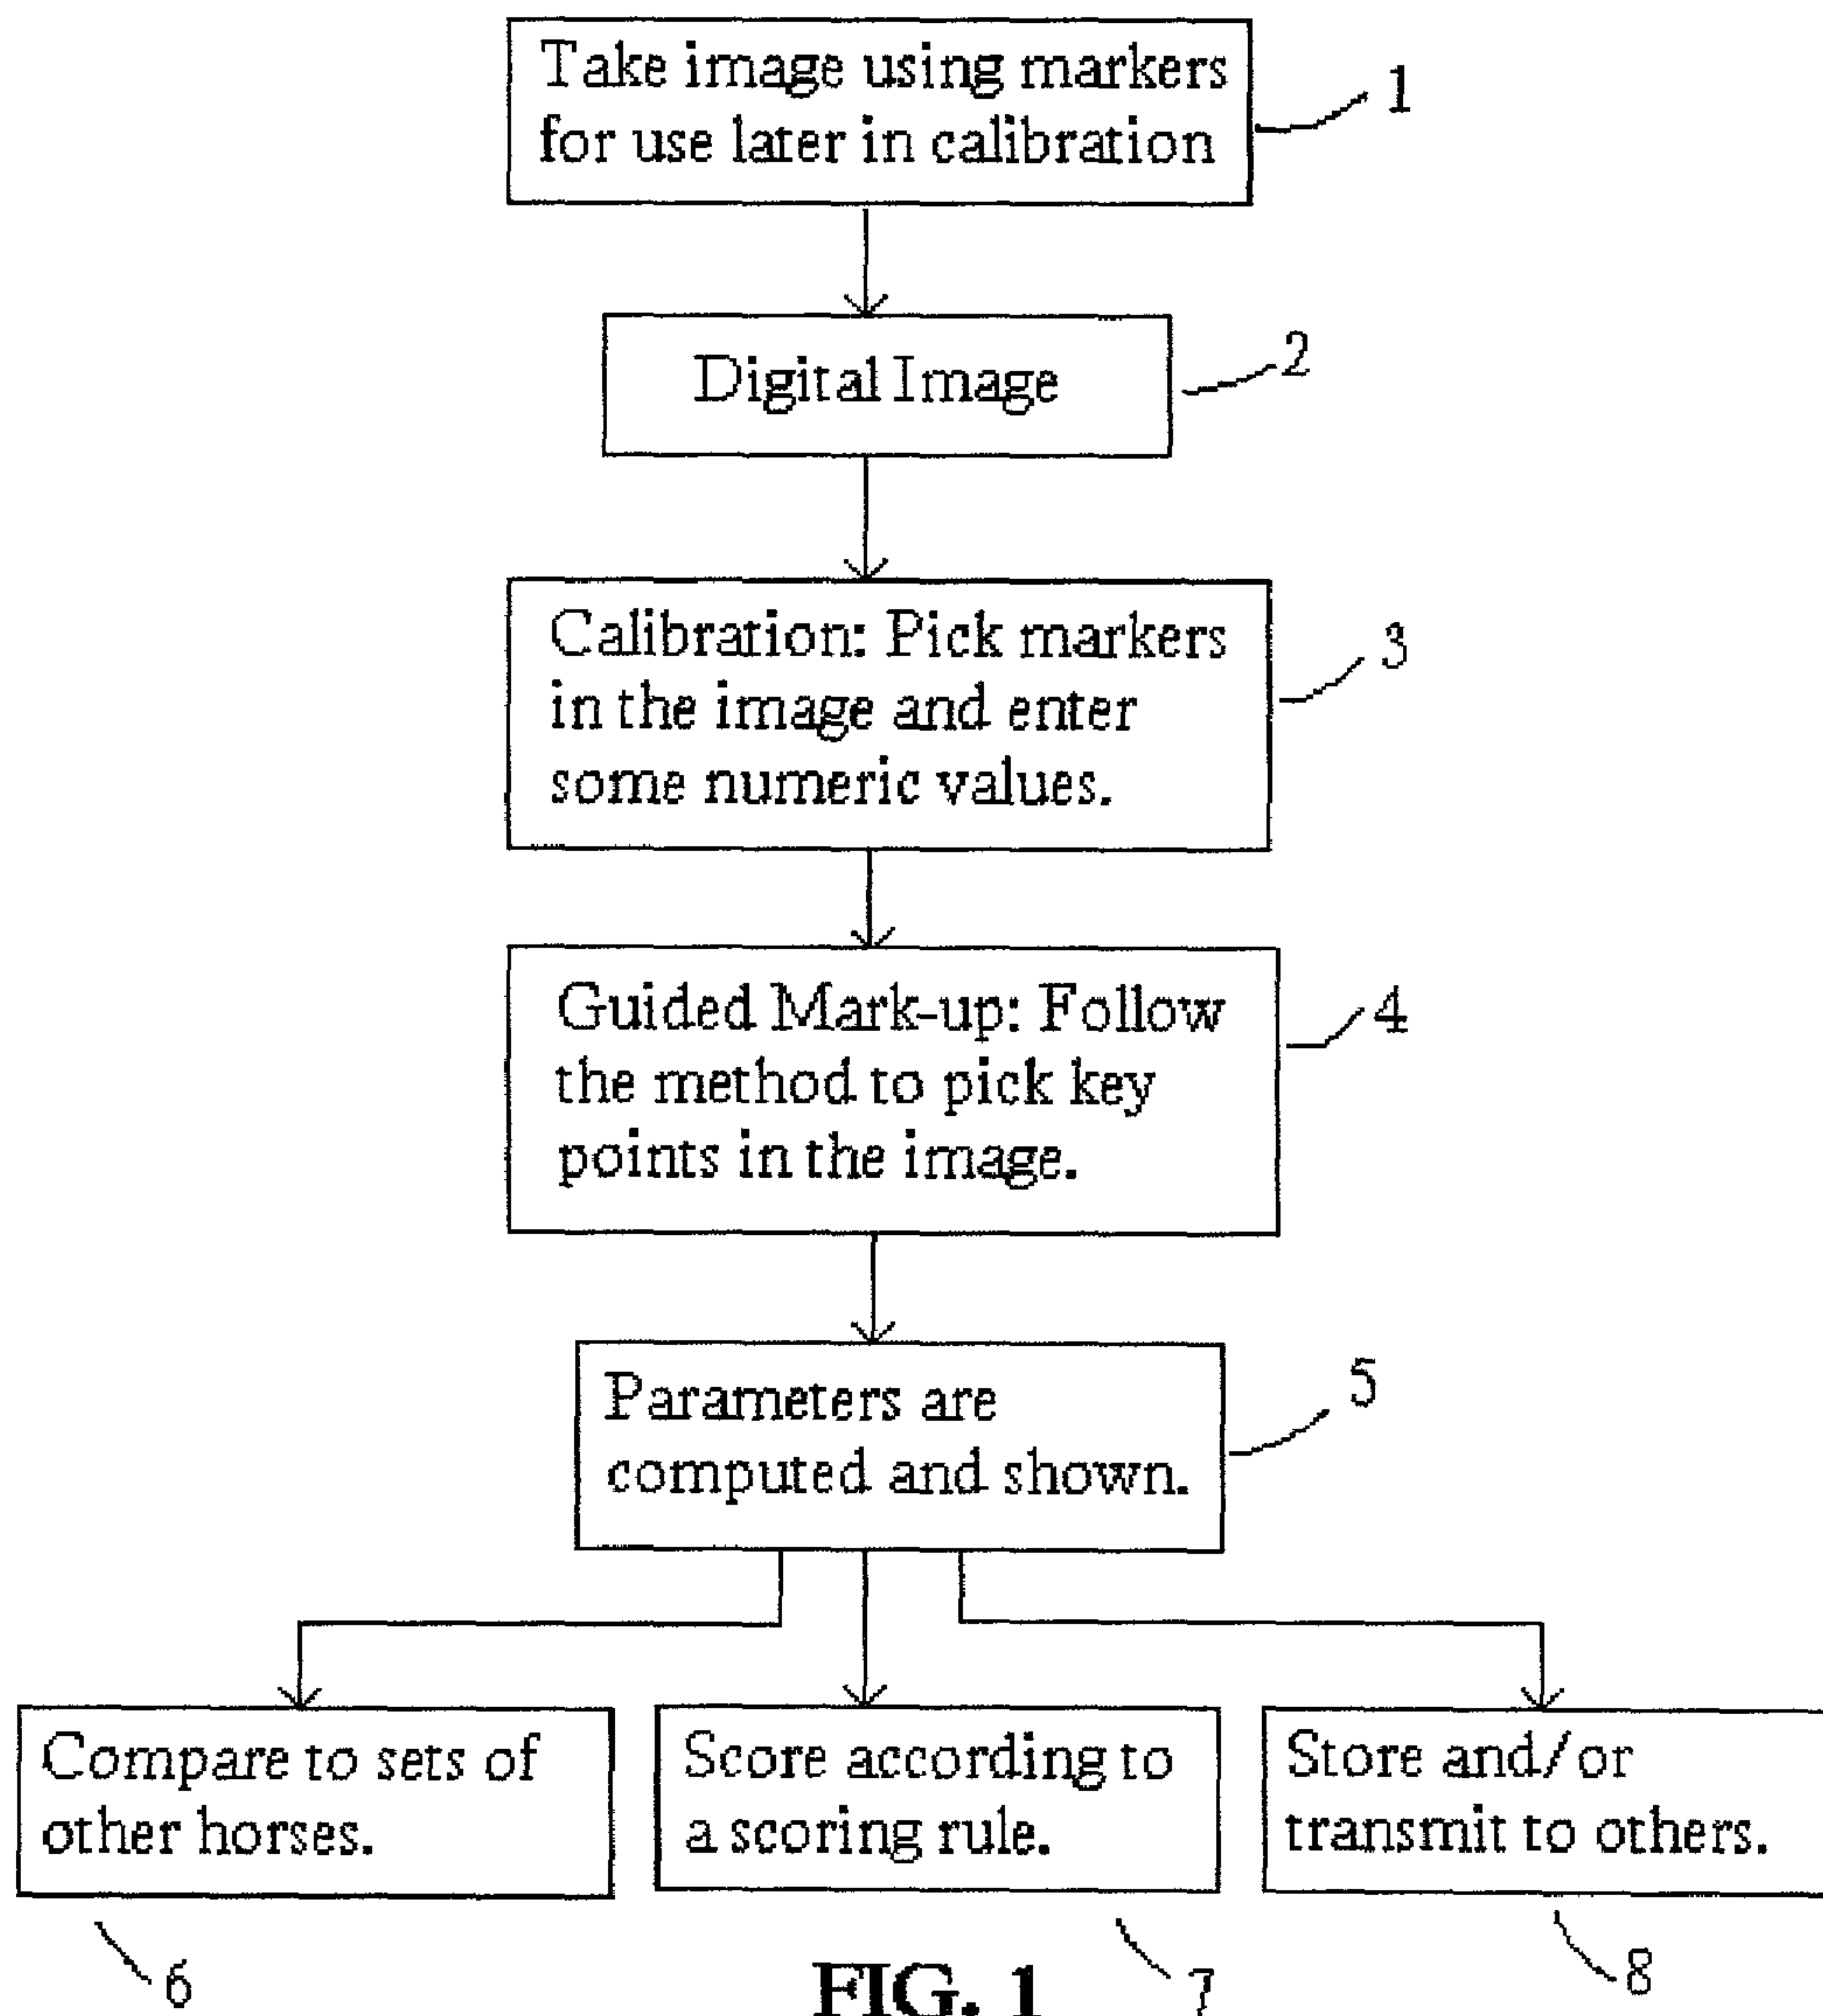 Take image using markers
for use later in calibration
1
Digital Image
2
Calibration: Pick markers
in the image and enter
some numeric values.
3
Guided Mark-up: Follow
the method to pick key
points in the image.
4
Parameters are
computed and shown.
5
Compare to sets of
other horses.
6
Score according to
a scoring rule.
7
Store and/or
transmit to others.
8
FIG. 1